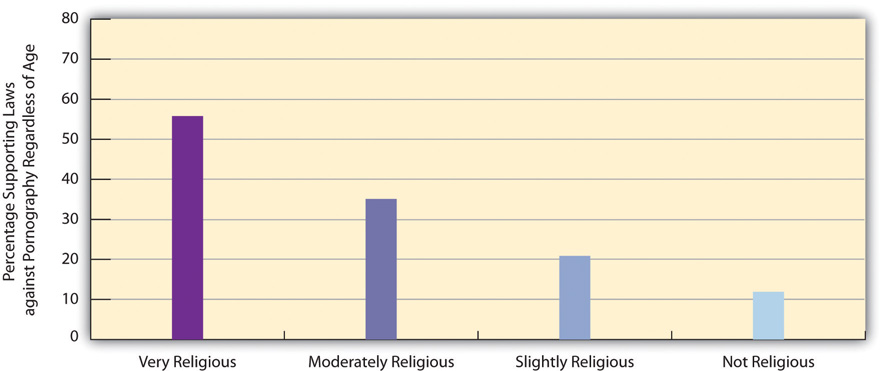 Percentage Supporting Laws
against Pornography Regardless of Age
80
70
60
50
40
30
20
10
0
Very Religious
Moderately Religious
Slightly Religious
Not Religious